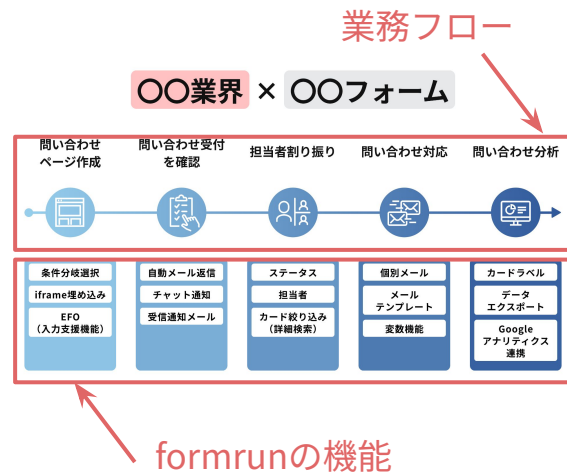 業務フロー
〇〇業界 × 〇〇フォーム
問い合わせ
ページ作成
問い合わせ受付
を確認
担当者割り振り
問い合わせ対応
問い合わせ分析
条件分岐選択
iframe埋め込み
EFO
（入力支援機能）
自動メール返信
チャット通知
受信通知メール
ステータス
担当者
カード絞り込み
（詳細検索）
個別メール
メール
テンプレート
変数機能
カードラベル
データ
エクスポート
Google
アナリティクス
連携
formrunの機能